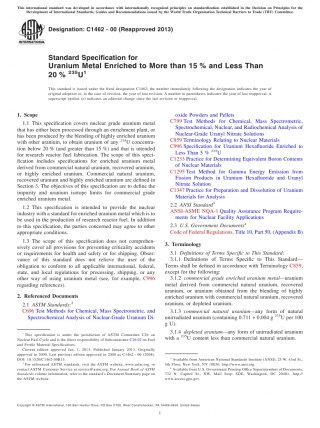 This international standard was developed in accordance with internationally recognized principles on standardization established in the Decision on Principles for the
Development of International Standards, Guides and Recommendations issued by the World Trade Organization Technical Barriers to Trade (TBT) Committee.
Designation: C1462 − 00 (Reapproved 2013)
INTERNATIONAL
Standard Specification for
Uranium Metal Enriched to More than 15 % and Less Than
20 % 235U1
This standard is issued under the fixed designation C1462; the number immediately following the designation indicates the year of
original adoption or, in the case of revision, the year of last revision. A number in parentheses indicates the year of last reapproval. A
superscript epsilon (ε) indicates an editorial change since the last revision or reapproval.
1. Scope
1.1 This specification covers nuclear grade uranium metal
that has either been processed through an enrichment plant, or
has been produced by the blending of highly enriched uranium
with other uranium, to obtain uranium of any 235U concentra-
tion below 20 % (and greater than 15 %) and that is intended
for research reactor fuel fabrication. The scope of this speci-
fication includes specifications for enriched uranium metal
derived from commercial natural uranium, recovered uranium,
or highly enriched uranium. Commercial natural uranium,
recovered uranium and highly enriched uranium are defined in
Section 3. The objectives of this specification are to define the
impurity and uranium isotope limits for commercial grade
enriched uranium metal.
1.2 This specification is intended to provide the nuclear
industry with a standard for enriched uranium metal which is to
be used in the production of research reactor fuel. In addition
to this specification, the parties concerned may agree to other
appropriate conditions.
1.3 The scope of this specification does not comprehen-
sively cover all provisions for preventing criticality accidents
or requirements for health and safety or for shipping. Obser-
vance of this standard does not relieve the user of the
obligation to conform to all applicable international, federal,
state, and local regulations for processing, shipping, or any
other way of using uranium metal (see, for example, C996
regarding references).
2. Referenced Documents
2.1 ASTM Standards:2
C696 Test Methods for Chemical, Mass Spectrometric, and
Spectrochemical Analysis of Nuclear-Grade Uranium Di-
1 This specification is under the jurisdiction of ASTM Committee C26 on
Nuclear Fuel Cycle and is the direct responsibility of Subcommittee C26.02 on Fuel
and Fertile Material Specifications.
Current edition approved Jan. 1, 2013. Published January 2013. Originally
approved in 2000. Last previous edition approved in 2008 as C1462 – 00 (2008).
DOI: 10.1520/C1462-00R13.
2 For referenced ASTM standards, visit the ASTM website, www.astm.org, or
contact ASTM Customer Service at service@astm.org. For Annual Book of ASTM
Standards volume information, refer to the standard's Document Summary page on
the ASTM website.
oxide Powders and Pellets
C799 Test Methods for Chemical, Mass Spectrometric,
Spectrochemical, Nuclear, and Radiochemical Analysis of
Nuclear-Grade Uranyl Nitrate Solutions
C859 Terminology Relating to Nuclear Materials
C996 Specification for Uranium Hexafluoride Enriched to
Less Than 5 % 235U
C1233 Practice for Determining Equivalent Boron Contents
of Nuclear Materials
C1295 Test Method for Gamma Energy Emission from
Fission Products in Uranium Hexafluoride and Uranyl
Nitrate Solution
C1347 Practice for Preparation and Dissolution of Uranium
Materials for Analysis
2.2 ANSI Standard:3
ANSI-ASME NQA-1 Quality Assurance Program Require-
ments for Nuclear Facility Applications
2.3 U.S. Government Document:4
Code of Federal Regulations, Title 10, Part 50, (Appendix B)
3. Terminology
3.1 Definitions of Terms Specific to This Standard:
3.1.1 Definitions of Terms Specific to This Standard—
Terms shall be defined in accordance with Terminology C859,
except for the following:
3.1.2 commercial grade enriched uranium metal—uranium
metal derived from commercial natural uranium, recovered
uranium, or uranium obtained from the blending of highly
enriched uranium with commercial natural uranium, recovered
uranium, or depleted uranium.
3.1.3 commercial natural uranium—any form of natural
unirradiated uranium (containing 0.711 ± 0.004 g 235U per 100
g U).
3.1.4 depleted uranium—any form of unirradiated uranium
with a 235U content less than commercial natural uranium.
3 Available from American National Standards Institute (ANSI), 25 W. 43rd St.,
4th Floor, New York, NY 10036, http://www.ansi.org.
4 Available from U.S. Government Printing Office Superintendent of Documents,
732 N. Capitol St., NW, Mail Stop: SDE, Washington, DC 20401, http://
www.access.gpo.gov.
Copyright © ASTM International, 100 Barr Harbor Drive, PO Box C700, West Conshohocken, PA 19428-2959. United States
1